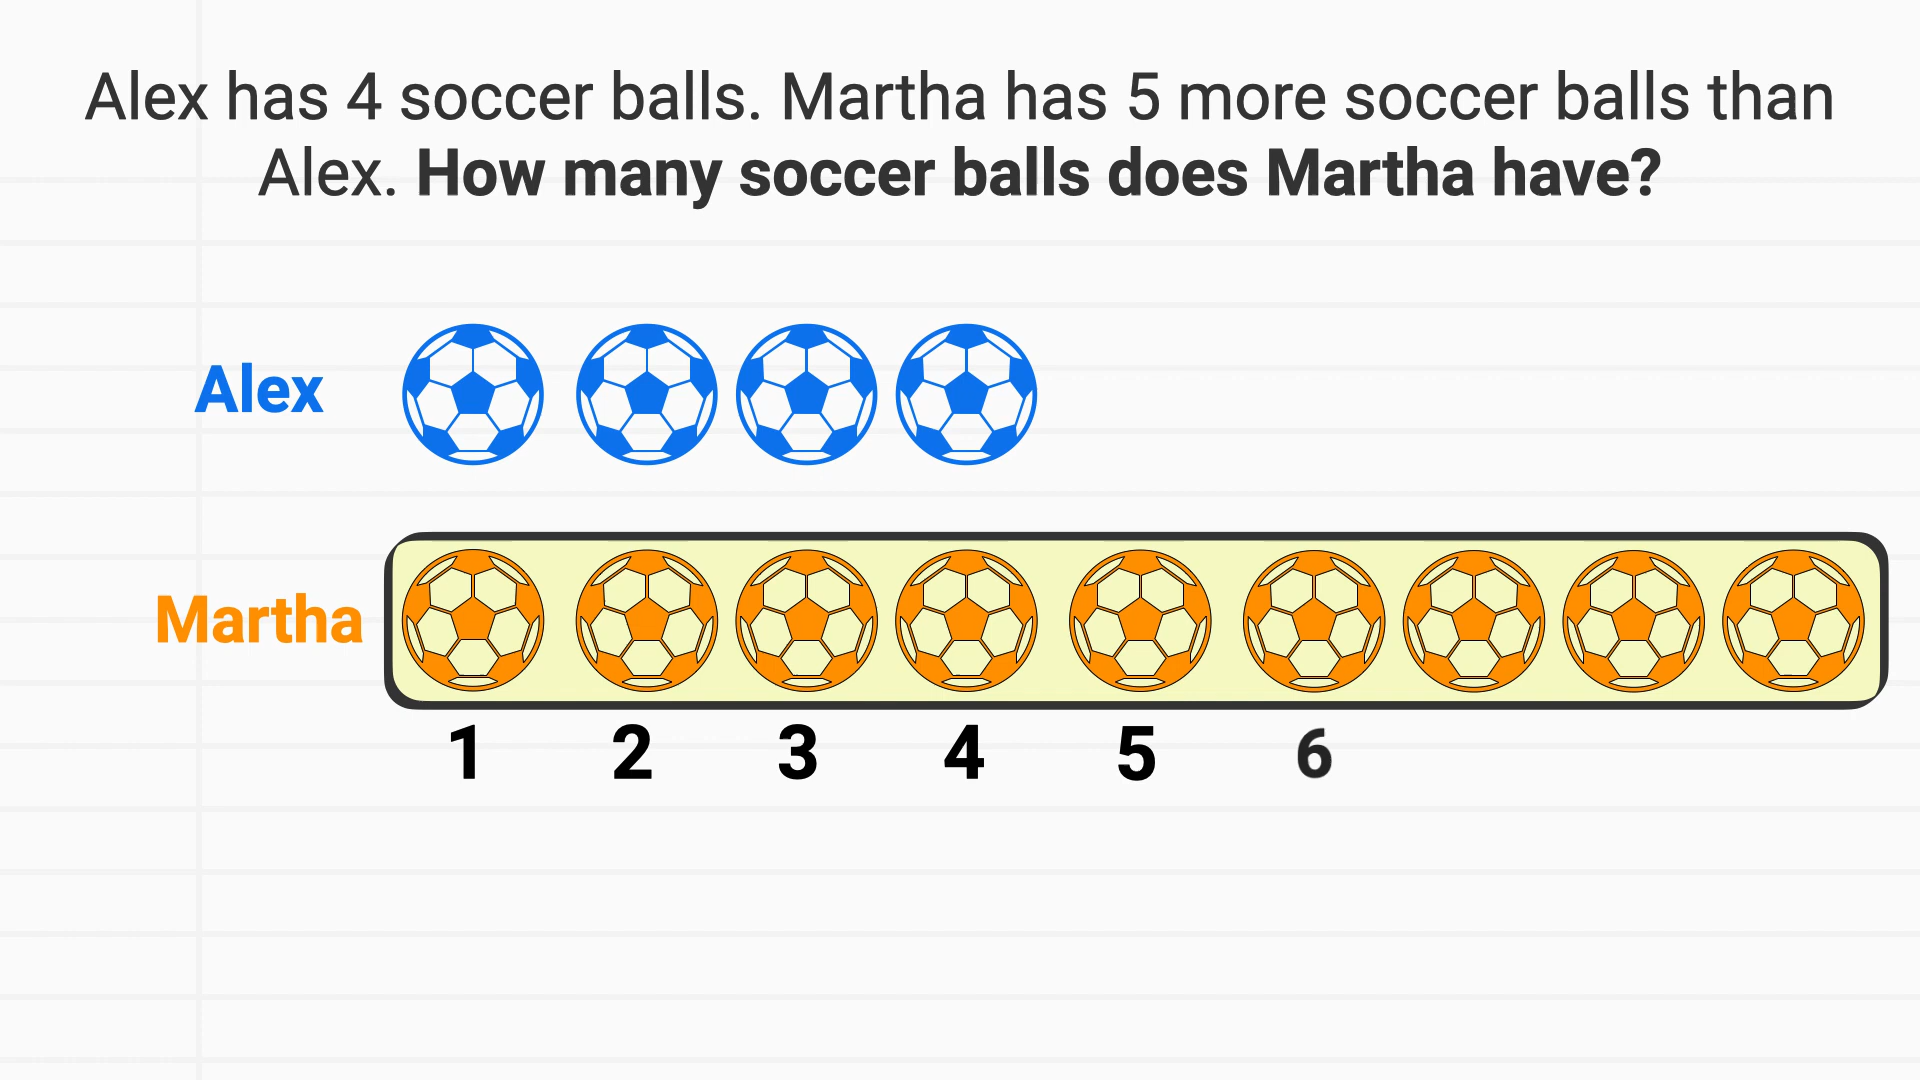 Alex has 4 soccer balls. Martha has 5 more soccer balls than
Alex. How many soccer balls does Martha have?
Alex
Martha
1 2 3 4 5 6